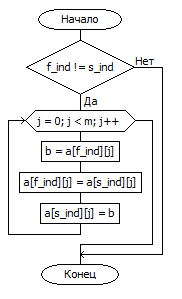 Начало
f_ind != s_ind
Нет
Да
j = 0; j < m; j++
b = a[f_ind][j]
a[f_ind][j] = a[s_ind][j]
a[s_ind][j] = b
Конец